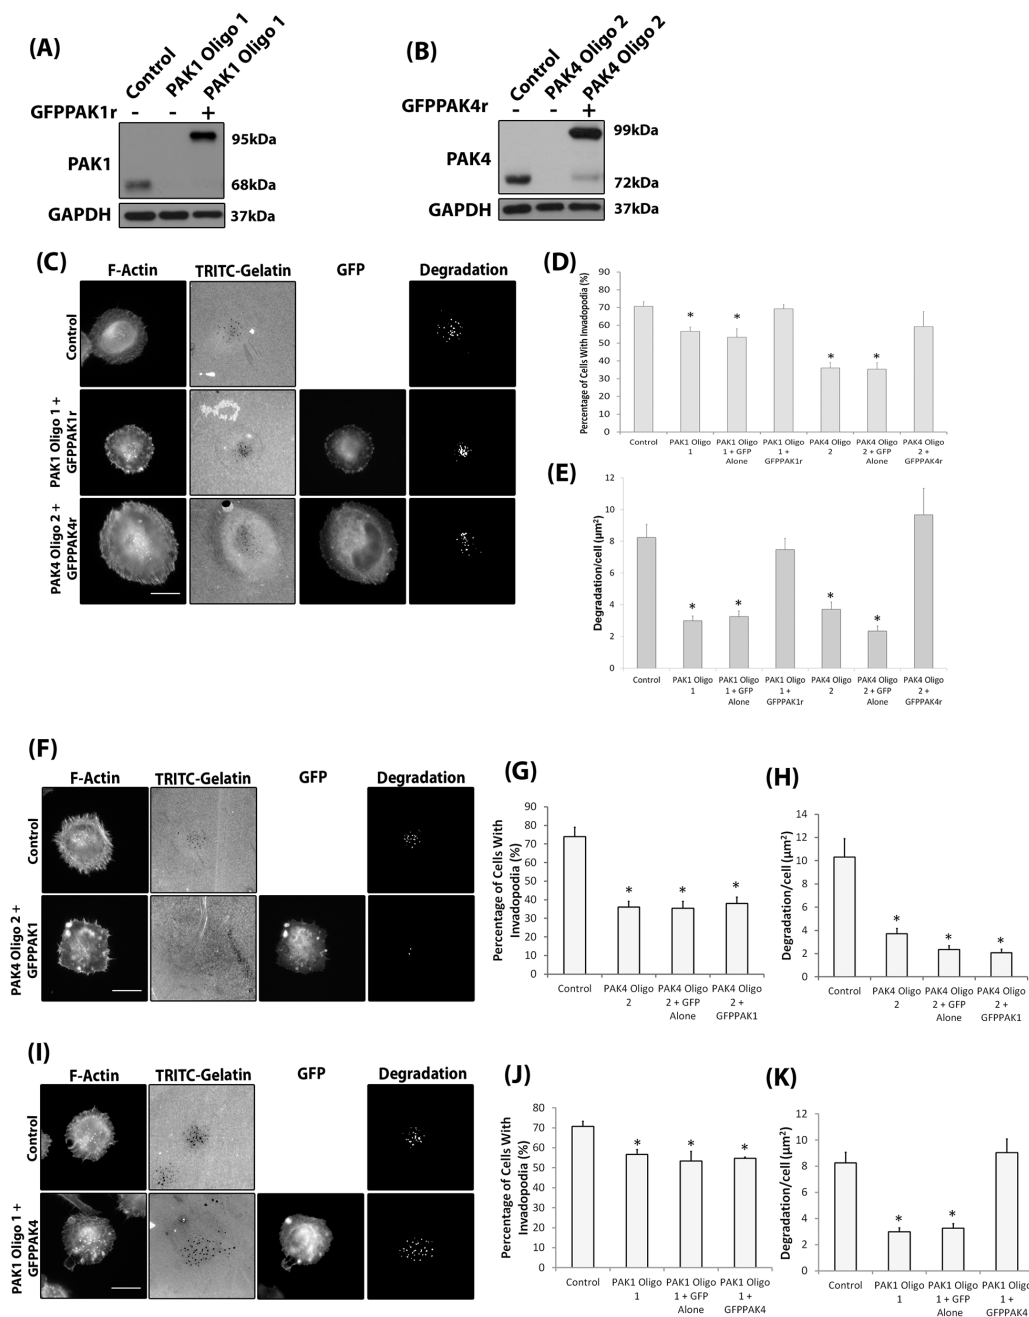 (A)
Control
PAK1 Oligo 1
PAK1 Oligo 1
GFPPAK1r - - +
PAK1
95kDa
68kDa
GAPDH 37kDa
(B)
Control
PAK4 Oligo 2
PAK4 Oligo 2
GFPPAK4r - - +
PAK4
99kDa
72kDa
GAPDH 37kDa
(C)
F-Actin TRITC-Gelatin GFP Degradation
Control
PAK1 Oligo 1 +
GFPPAK1r
PAK4 Oligo 2 +
GFPPAK4r
(D)
Percentage of Cells With Invadopodia (%)
90
80
70
60
50
40
30
20
10
0
* * * *
Control PAK1 Oligo PAK1 Oligo PAK1 Oligo PAK4 Oligo PAK4 Oligo PAK4 Oligo
1 1 + GFP 1 + 2 2 + GFP 2 +
Alone GFPPAK1r Alone GFPPAK4r
(E)
Degradation/cell (µm²)
12
10
8
6
4
2
0
* * * *
Control PAK1 Oligo PAK1 Oligo PAK1 Oligo PAK4 Oligo PAK4 Oligo PAK4 Oligo
1 1 + GFP 1 + 2 2 + GFP 2 +
Alone GFPPAK1r Alone GFPPAK4r
(F)
F-Actin TRITC-Gelatin GFP Degradation
Control
PAK4 Oligo 2 +
GFPPAK1
(G)
Percentage of Cells With
Invadopodia (%)
90
80
70
60
50
40
30
20
10
0
* * *
Control PAK4 Oligo PAK4 Oligo PAK4 Oligo
2 2 + GFP 2 +
Alone GFPPAK1
(H)
Degradation/cell (µm²)
14
12
10
8
6
4
2
0
* * *
Control PAK4 Oligo PAK4 Oligo PAK4 Oligo
2 2 + GFP 2 +
Alone GFPPAK1
(I)
F-Actin TRITC-Gelatin GFP Degradation
Control
PAK1 Oligo 1 +
GFPPAK4
(J)
Percentage of Cells With
Invadopodia (%)
80
70
60
50
40
30
20
10
0
* * *
Control PAK1 Oligo PAK1 Oligo PAK1 Oligo
1 1 + GFP 1 +
Alone GFPPAK4
(K)
Degradation/cell (µm²)
12
10
8
6
4
2
0
* *
Control PAK1 Oligo PAK1 Oligo PAK1 Oligo
1 1 + GFP 1 +
Alone GFPPAK4